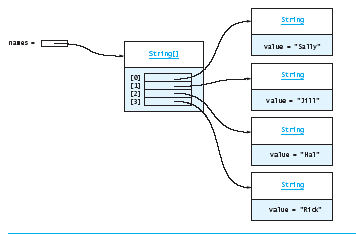 names =
String[]
[0]
[1]
[2]
[3]
String
value = "Sally"
String
value = "Jill"
String
value = "Hal"
String
value = "Rick"